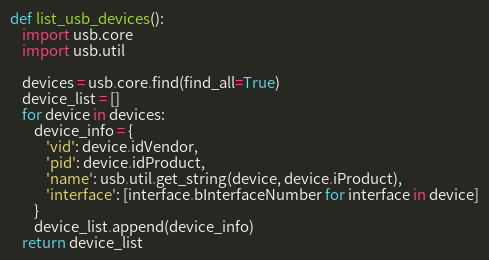 def list_usb_devices():
    import usb.core
    import usb.util

    devices = usb.core.find(find_all=True)
    device_list = []
    for device in devices:
        device_info = {
            'vid': device.idVendor,
            'pid': device.idProduct,
            'name': usb.util.get_string(device, device.iProduct),
            'interface': [interface.bInterfaceNumber for interface in device]
        }
        device_list.append(device_info)
    return device_list